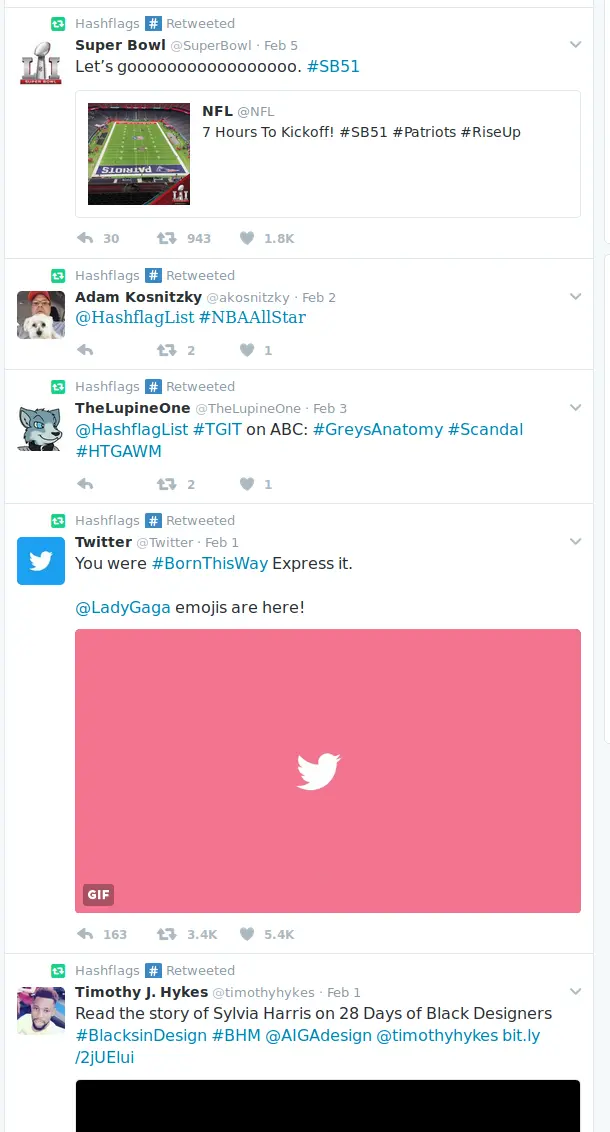 Hashflags # Retweeted
Super Bowl @SuperBowl · Feb 5
Let’s gooooooooooooooooo. #SB51
NFL @NFL
7 Hours To Kickoff! #SB51 #Patriots #RiseUp
PATRIOTS
LI
SUPER BOWL
30 943 1.8K
Hashflags # Retweeted
Adam Kosnitzky @akosnitzky · Feb 2
@HashflagList #NBAAllStar
2 1
Hashflags # Retweeted
TheLupineOne @TheLupineOne · Feb 3
@HashflagList #TGIT on ABC: #GreysAnatomy #Scandal
#HTGAWM
2 1
Hashflags # Retweeted
Twitter @Twitter · Feb 1
You were #BornThisWay Express it.
@LadyGaga emojis are here!
GIF
163 3.4K 5.4K
Hashflags # Retweeted
Timothy J. Hykes @timothyhykes · Feb 1
Read the story of Sylvia Harris on 28 Days of Black Designers
#BlacksinDesign #BHM @AIGAdesign @timothyhykes bit.ly
/2jUElui